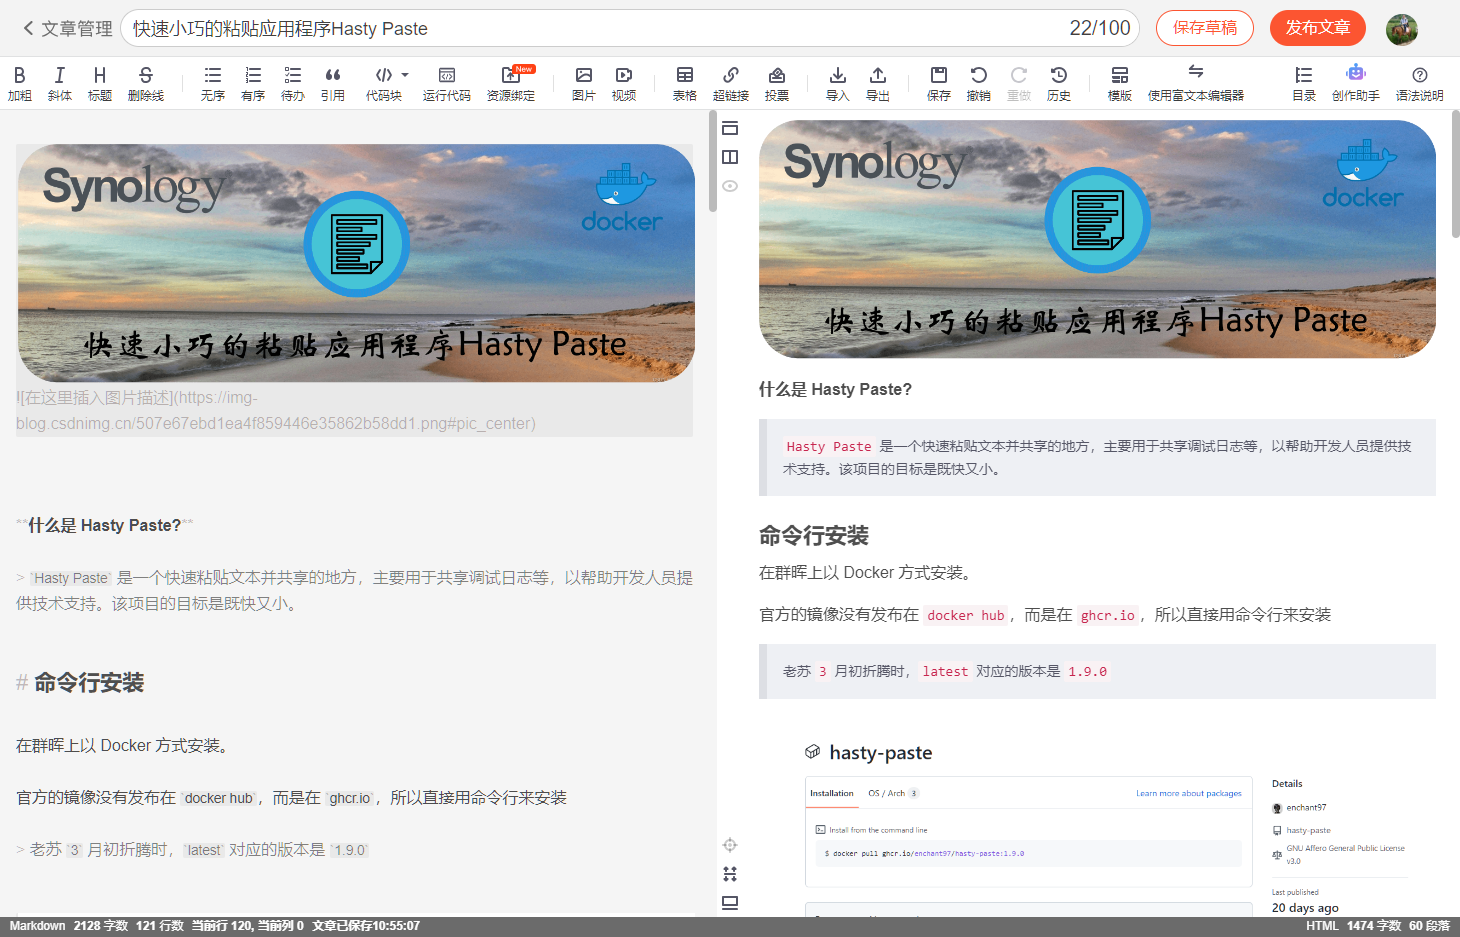 文章管理
快速小巧的粘贴应用程序Hasty Paste
22/100
保存草稿
发布文章
加粗
斜体
标题
删除线
无序
有序
待办
引用
代码块
运行代码
New
资源绑定
图片
视频
表格
超链接
投票
导入
导出
保存
撤销
重做
历史
模版
使用富文本编辑器
目录
创作助手
语法说明
Synology
docker
快速小巧的粘贴应用程序Hasty Paste
![在这里插入图片描述](https://img-
blog.csdnimg.cn/507e67ebd1ea4f859446e35862b58dd1.png#pic_center)
**什么是 Hasty Paste?**
> `Hasty Paste` 是一个快速粘贴文本并共享的地方，主要用于共享调试日志等，以帮助开发人员提
供技术支持。该项目的目标是既快又小。
# 命令行安装
在群晖上以 Docker 方式安装。
官方的镜像没有发布在 `docker hub`，而是在 `ghcr.io`，所以直接用命令行来安装
> 老苏 `3` 月初折腾时，`latest` 对应的版本是 `1.9.0`
Synology
docker
快速小巧的粘贴应用程序Hasty Paste
什么是 Hasty Paste?
Hasty Paste 是一个快速粘贴文本并共享的地方，主要用于共享调试日志等，以帮助开发人员提供技
术支持。该项目的目标是既快又小。
命令行安装
在群晖上以 Docker 方式安装。
官方的镜像没有发布在 docker hub，而是在 ghcr.io，所以直接用命令行来安装
老苏 3 月初折腾时，latest 对应的版本是 1.9.0
hasty-paste
Installation
OS / Arch 3
Learn more about packages
Install from the command line
$ docker pull ghcr.io/enchant97/hasty-paste:1.9.0
Details
enchant97
hasty-paste
GNU Affero General Public License
v3.0
Last published
20 days ago
Markdown 2128 字数 121 行数 当前行 120, 当前列 0 文章已保存10:55:07
HTML 1474 字数 60 段落